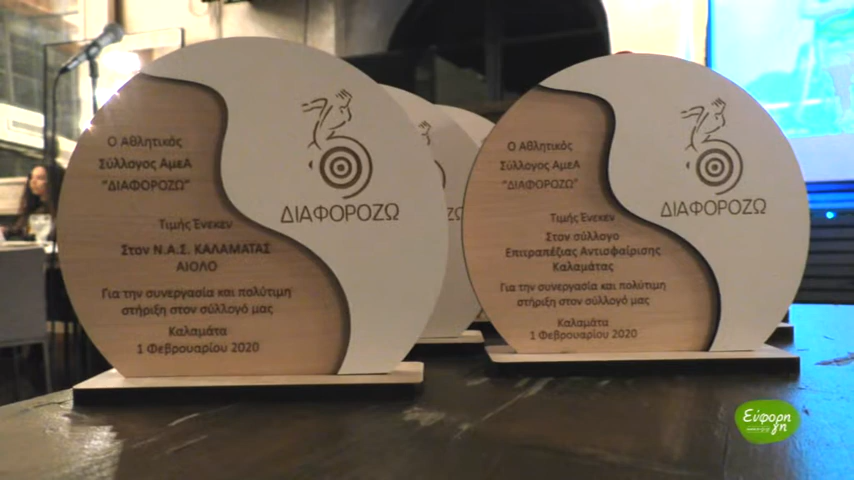 Ο Αθλητικός
Σύλλογος ΑμεΑ
"ΔΙΑΦΟΡΟΖΩ"
Τιμής Ένεκεν
Στον Ν.Α.Σ. ΚΑΛΑΜΑΤΑΣ
ΑΙΟΛΟ
Για την συνεργασία και πολύτιμη
στήριξη στον σύλλογό μας
Καλαμάτα
1 Φεβρουαρίου 2020
ΔΙΑΦΟΡΟΖΩ
Ο Αθλητικός
Σύλλογος ΑμεΑ
"ΔΙΑΦΟΡΟΖΩ"
Τιμής Ένεκεν
Στον σύλλογο
Επιτραπέζιας Αντισφαίρισης
Καλαμάτας
Για την συνεργασία και πολύτιμη
στήριξη στον σύλλογό μας
Καλαμάτα
1 Φεβρουαρίου 2020
ΔΙΑΦΟΡΟΖΩ
Εύφορη
γη